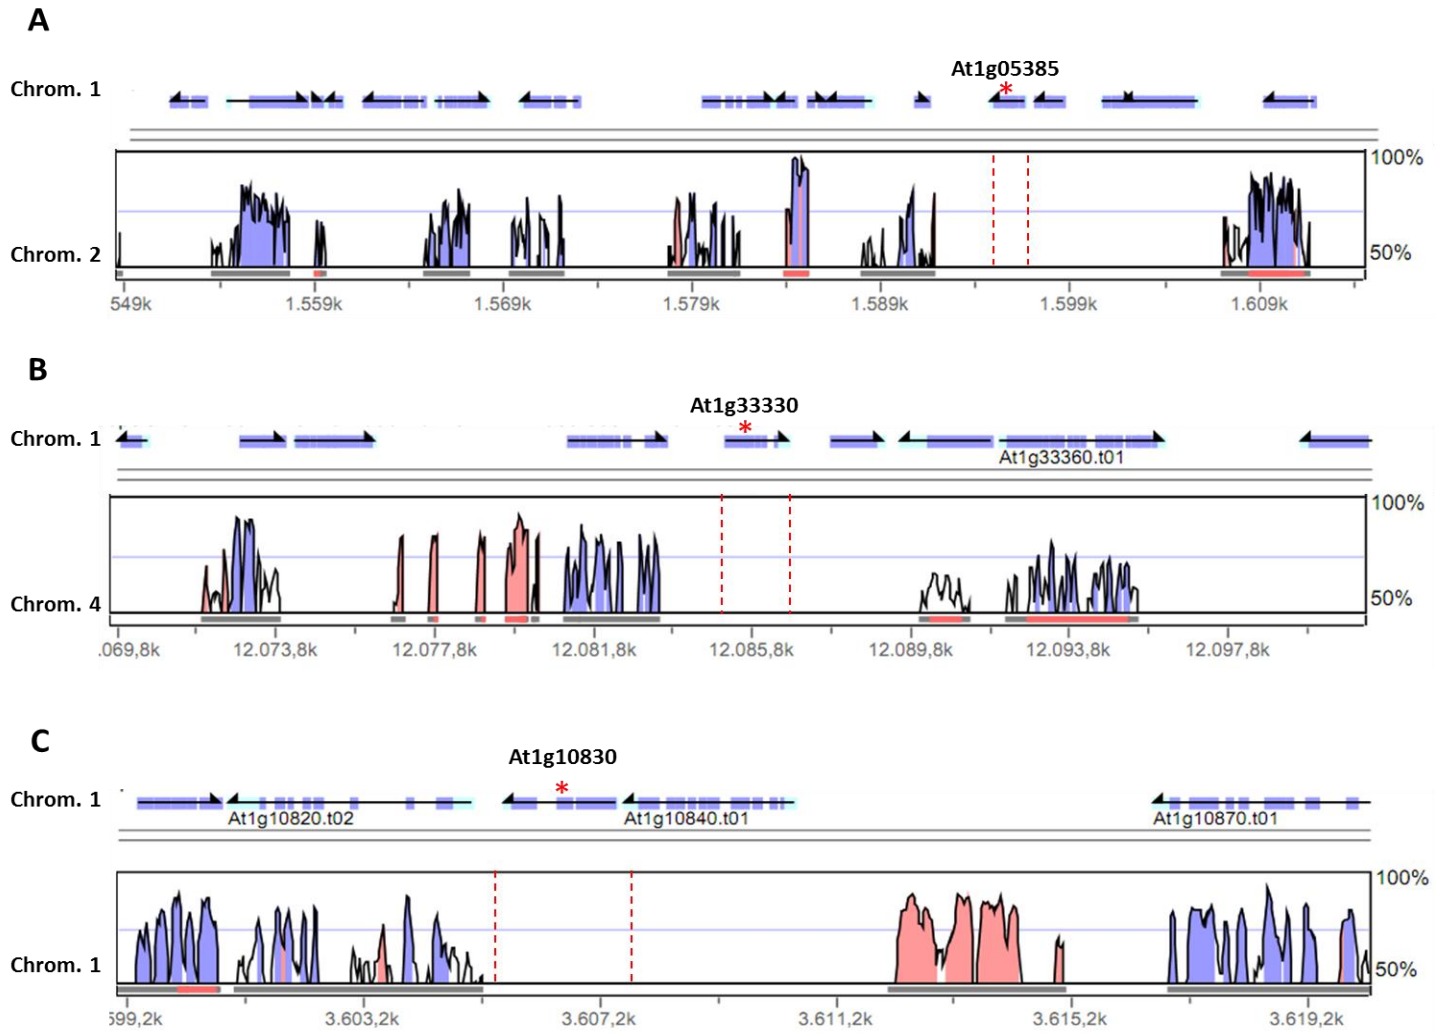 A
At1g05385
*
Chrom. 1
100%
Chrom. 2
50%
549k 1.559k 1.569k 1.579k 1.589k 1.599k 1.609k
B
At1g33330
*
Chrom. 1
At1g33360.t01
100%
Chrom. 4
50%
.069,8k 12.073,8k 12.077,8k 12.081,8k 12.085,8k 12.089,8k 12.093,8k 12.097,8k
C
At1g10830
*
Chrom. 1
At1g10820.t02 At1g10840.t01 At1g10870.t01
100%
Chrom. 1
50%
599,2k 3.603,2k 3.607,2k 3.611,2k 3.615,2k 3.619,2k